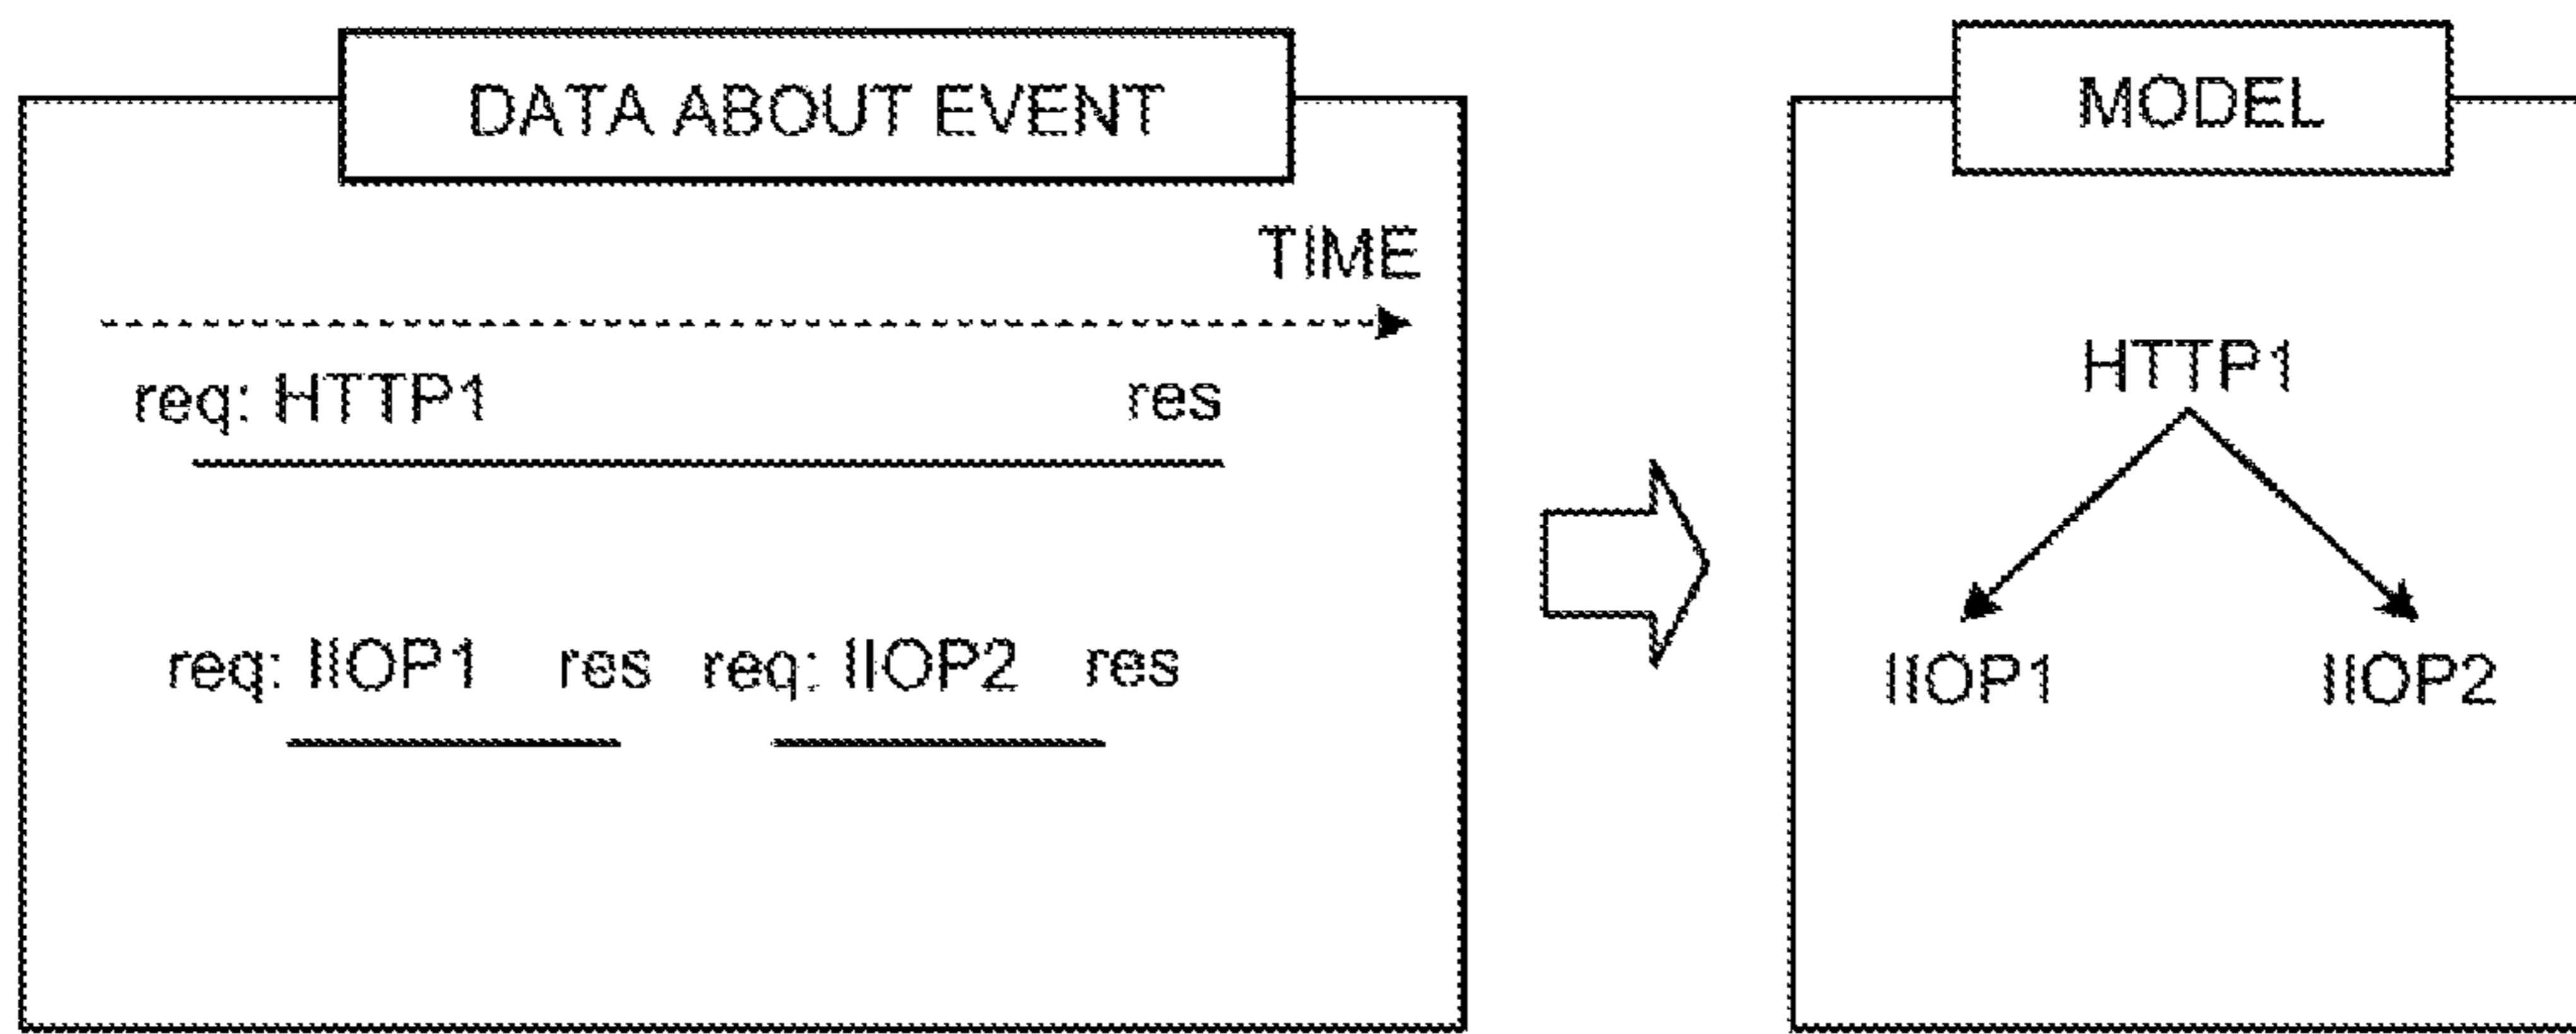 DATA ABOUT EVENT
TIME
req: HTTP1 res
req: IIOP1 res req: IIOP2 res
MODEL
HTTP1
IIOP1 IIOP2